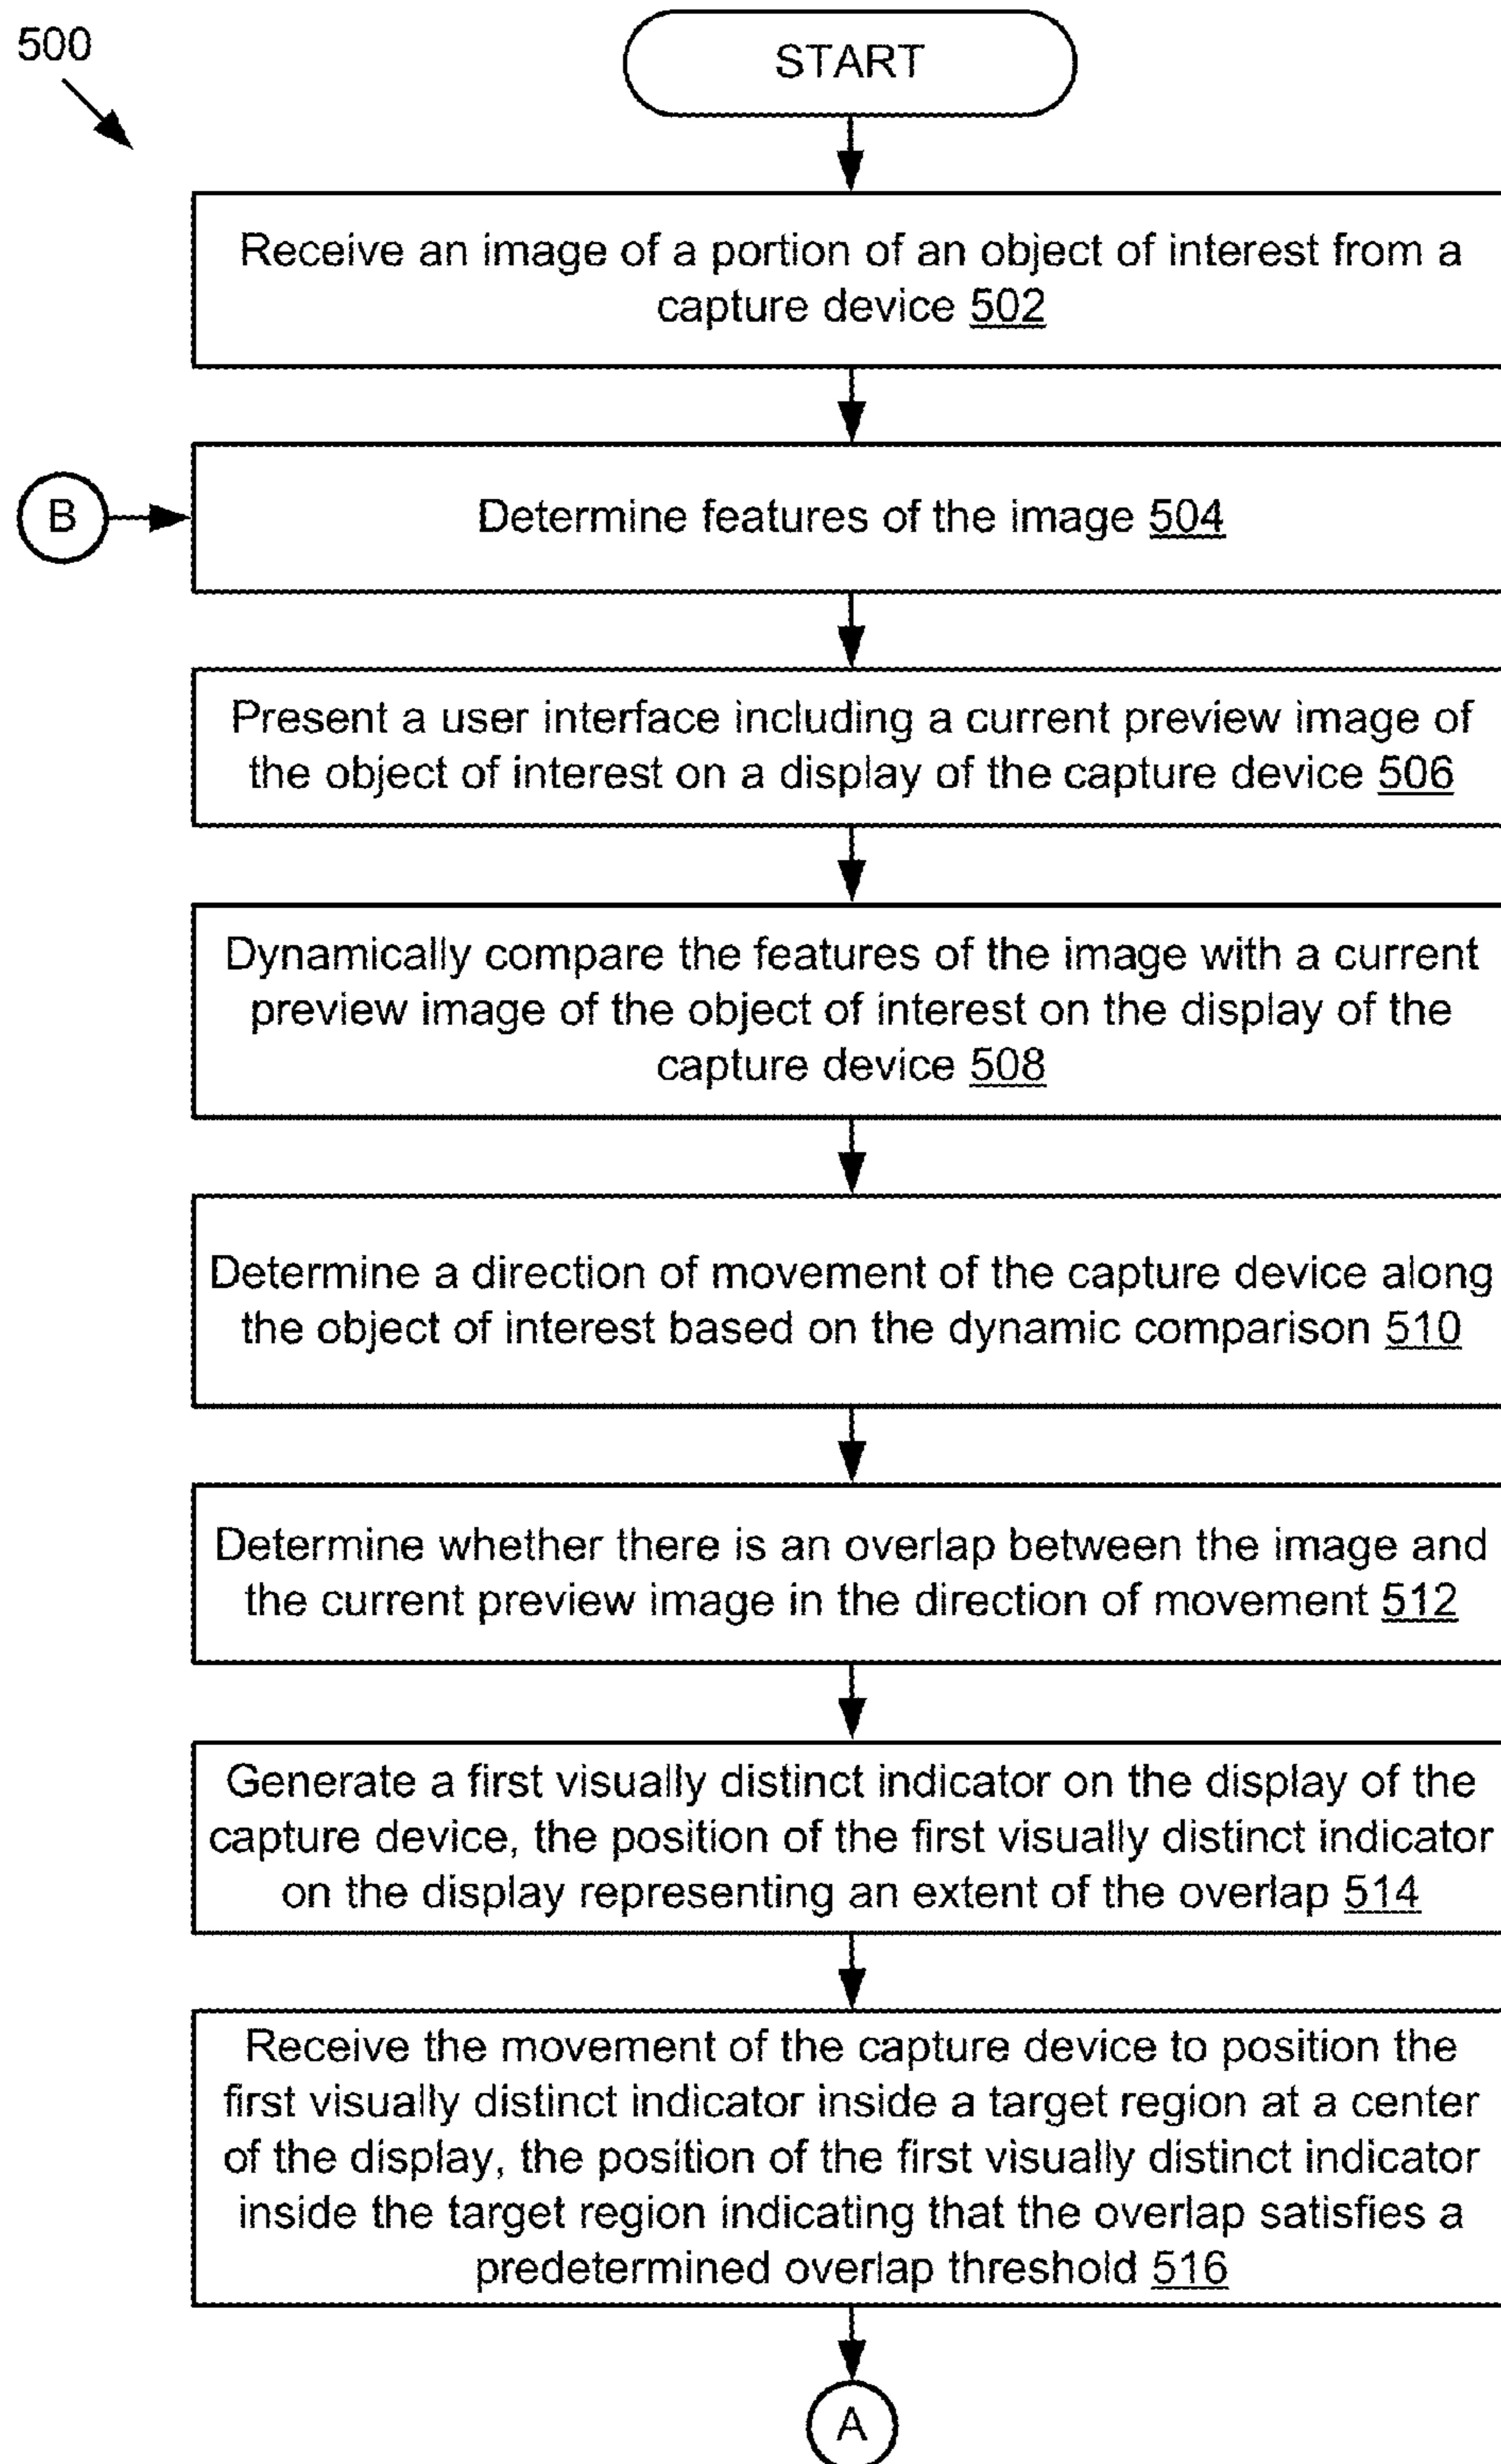 500
START
Receive an image of a portion of an object of interest from a
capture device 502
B
Determine features of the image 504
Present a user interface including a current preview image of
the object of interest on a display of the capture device 506
Dynamically compare the features of the image with a current
preview image of the object of interest on the display of the
capture device 508
Determine a direction of movement of the capture device along
the object of interest based on the dynamic comparison 510
Determine whether there is an overlap between the image and
the current preview image in the direction of movement 512
Generate a first visually distinct indicator on the display of the
capture device, the position of the first visually distinct indicator
on the display representing an extent of the overlap 514
Receive the movement of the capture device to position the
first visually distinct indicator inside a target region at a center
of the display, the position of the first visually distinct indicator
inside the target region indicating that the overlap satisfies a
predetermined overlap threshold 516
A